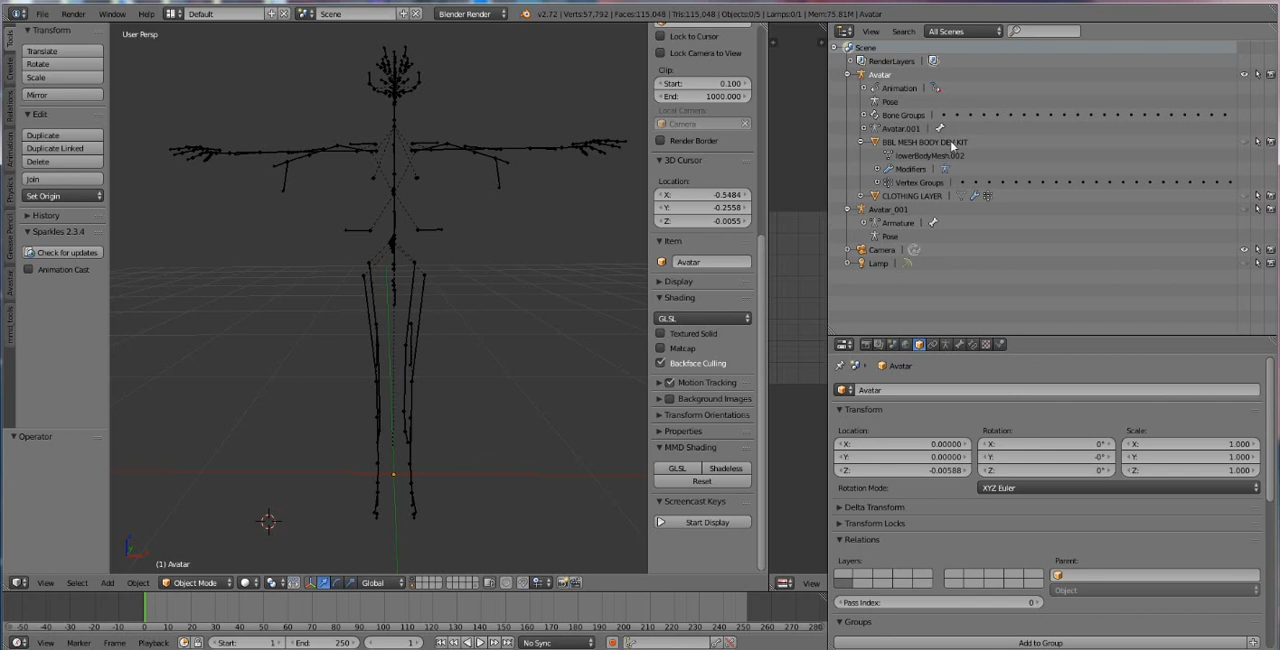 File Render Window Help Default Scene Blender Render v2.72 | Verts:57,792 | Faces:115,048 | Tris:115,048 | Objects:0/5 | Lamps:0/1 | Mem:75.81M | Avatar
Tools
Create
Relations
Animation
Physics
Grease Pencil
Avastar
mmd_tools
Transform
Translate
Rotate
Scale
Mirror
Edit
Duplicate
Duplicate Linked
Delete
Join
Set Origin
History
Sparkles 2.3.4
Check for updates
Animation Cast
Operator
User Persp
(1) Avatar
View Select Add Object Object Mode Global
Lock to Cursor
Lock Camera to View
Clip:
Start: 0.100
End: 1000.000
Local Camera:
Camera
Render Border
3D Cursor
Location:
X: -0.5484
Y: -0.2558
Z: -0.0055
Item
Avatar
Display
Shading
GLSL
Textured Solid
Matcap
Backface Culling
Motion Tracking
Background Images
Transform Orientations
Properties
MMD Shading
GLSL Shadeless
Reset
Screencast Keys
Start Display
View
View Search All Scenes
Scene
RenderLayers
Avatar
Animation
Pose
Bone Groups
Avatar.001
BBL MESH BODY DEV KIT
lowerBodyMesh.002
Modifiers
Vertex Groups
CLOTHING LAYER
Avatar_001
Armature
Pose
Camera
Lamp
Avatar
Avatar
Transform
Location: Rotation: Scale:
X: 0.00000 X: 0° X: 1.000
Y: 0.00000 Y: -0° Y: 1.000
Z: -0.00588 Z: 0° Z: 1.000
Rotation Mode: XYZ Euler
Delta Transform
Transform Locks
Relations
Layers: Parent:
Object
Pass Index: 0
Groups
Add to Group
-50 -40 -30 -20 -10 0 10 20 30 40 50 60 70 80 90 100 110 120 130 140 150 160 170 180 190 200 210 220 230 240 250 260 270 280
View Marker Frame Playback Start: 1 End: 250 1 No Sync